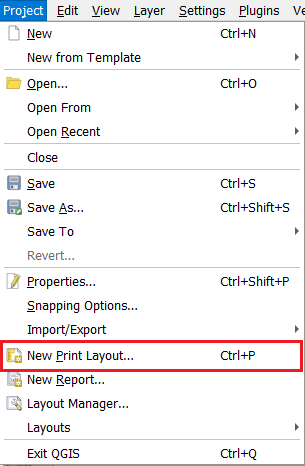 Project Edit View Layer Settings Plugins Ve
New Ctrl+N
New from Template
Open... Ctrl+O
Open From
Open Recent
Close
Save Ctrl+S
Save As... Ctrl+Shift+S
Save To
Revert...
Properties... Ctrl+Shift+P
Snapping Options...
Import/Export
New Print Layout... Ctrl+P
New Report...
Layout Manager...
Layouts
Exit QGIS Ctrl+Q